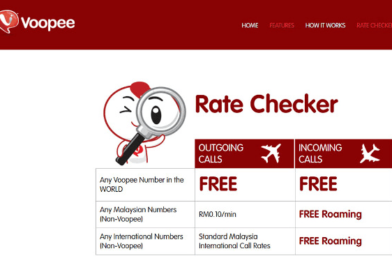 Voopee
HOME FEATURES HOW IT WORKS RATE CHECKER
Rate Checker
OUTGOING CALLS INCOMING CALLS
Any Voopee Number in the WORLD FREE FREE
Any Malaysian Numbers (Non-Voopee) RM0.10/min FREE Roaming
Any International Numbers (Non-Voopee) Standard Malaysia International Call Rates FREE Roaming